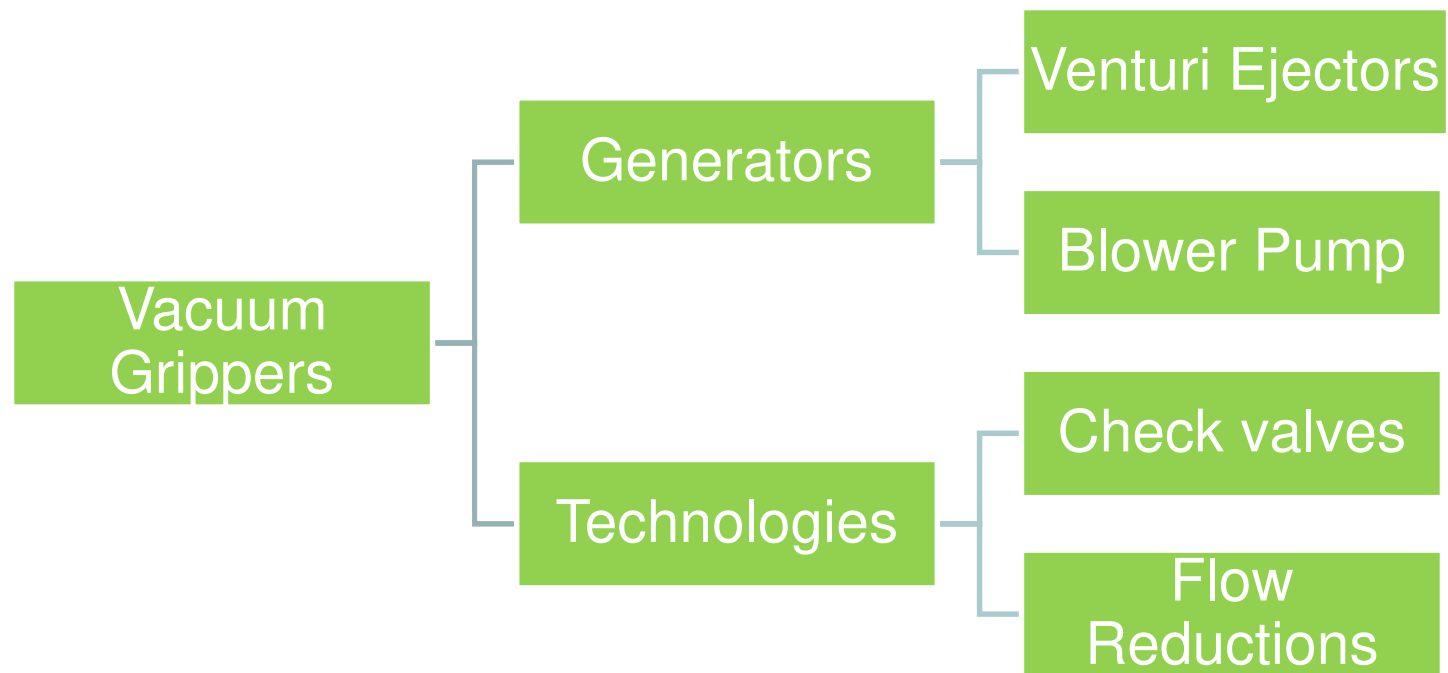 Vacuum
Grippers
Generators
Venturi Ejectors
Blower Pump
Technologies
Check valves
Flow
Reductions